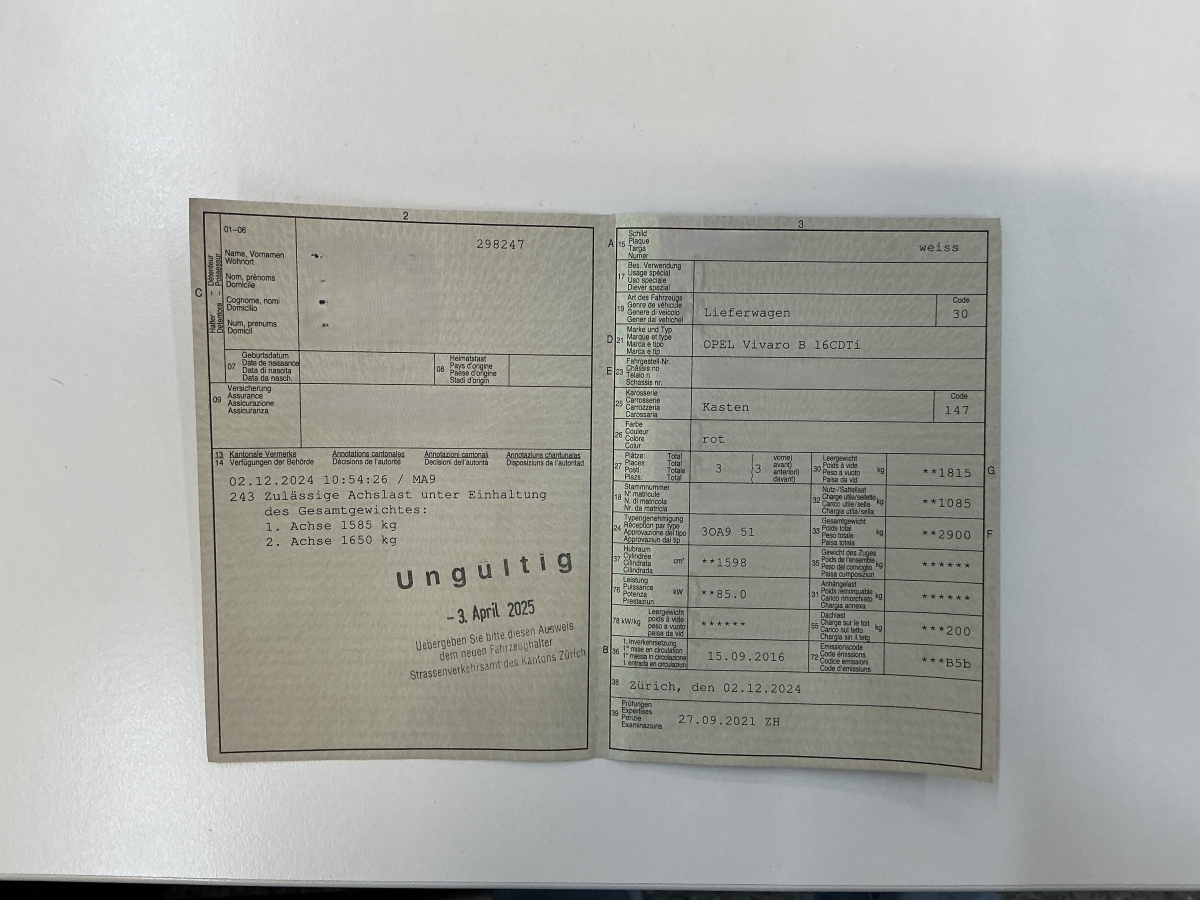 2
01-06
298247
C
Halter – Détenteur
Detentore – Possessur
Name, Vornamen
Wohnort
Nom, prénoms
Domicile
Cognome, nomi
Domicilio
Num, prenums
Domicil
07
Geburtsdatum
Date de naissance
Data di nascita
Data da nasch.
08
Heimatstaat
Pays d'origine
Paese d'origine
Stadi d'origin
09
Versicherung
Assurance
Assicurazione
Assicuranza
13 Kantonale Vermerke Annotations cantonales Annotazioni cantonali Annotaziuns chantunalas
14 Verfügungen der Behörde Décisions de l'autorité Decisioni dell'autorità Disposiziuns da l'autoritad
02.12.2024 10:54:26 / MA9
243 Zulässige Achslast unter Einhaltung
des Gesamtgewichtes:
1. Achse 1585 kg
2. Achse 1650 kg
Ungültig
– 3. April 2025
Uebergeben Sie bitte diesen Ausweis
dem neuen Fahrzeughalter
Strassenverkehrsamt des Kantons Zürich
3
A 15
Schild
Plaque
Targa
Numer
weiss
17
Bes. Verwendung
Usage spécial
Uso speciale
Diever spezial
19
Art des Fahrzeugs
Genre de véhicule
Genere di veicolo
Gener dal vehichel
Lieferwagen
Code
30
D 21
Marke und Typ
Marque et type
Marca e tipo
Marca e tip
OPEL Vivaro B 16CDTi
E 23
Fahrgestell-Nr.
Châssis no
Telaio n.
Schassis nr.
25
Karosserie
Carrosserie
Carrozzeria
Carossaria
Kasten
Code
147
26
Farbe
Couleur
Colore
Colur
rot
27
Plätze: Total
Places: Total
Posti: Totale
Plazs: Total
3
3
vorne)
avant)
anteriori)
davant)
30
Leergewicht
Poids à vide
Peso a vuoto
Paisa da vid
kg
**1815
G
18
Stammnummer
N° matricule
N. di matricola
Nr. da matricla
32
Nutz-/Sattellast
Charge utile/sellette
Carico utile/sella
Chargia utila/sella
kg
**1085
24
Typengenehmigung
Réception par type
Approvazione del tipo
Approvaziun dal tip
3OA9 51
33
Gesamtgewicht
Poids total
Peso totale
Paisa totala
kg
**2900
F
37
Hubraum
Cylindrée
Cilindrata
Cilindrada
cm³
**1598
35
Gewicht des Zuges
Poids de l'ensemble
Peso del convoglio
Paisa cumposiziun
kg
******
76
Leistung
Puissance
Potenza
Prestaziun
kW
**85.0
31
Anhängelast
Poids remorquable
Carico rimorchiato
Chargia annexa
kg
******
78 kW/kg
Leergewicht
poids à vide
peso a vuoto
paisa da vid
******
55
Dachlast
Charge sur le toit
Carico sul tetto
Chargia sin il tetg
kg
***200
B 36
1. Inverkehrsetzung
1re mise en circulation
1a messa in circolazione
1. entrada en circulaziun
15.09.2016
72
Emissionscode
Code émissions
Codice emissioni
Code d'emissiuns
***B5b
38
Zürich, den 02.12.2024
39
Prüfungen
Expertises
Perizie
Examinaziuns
27.09.2021 ZH